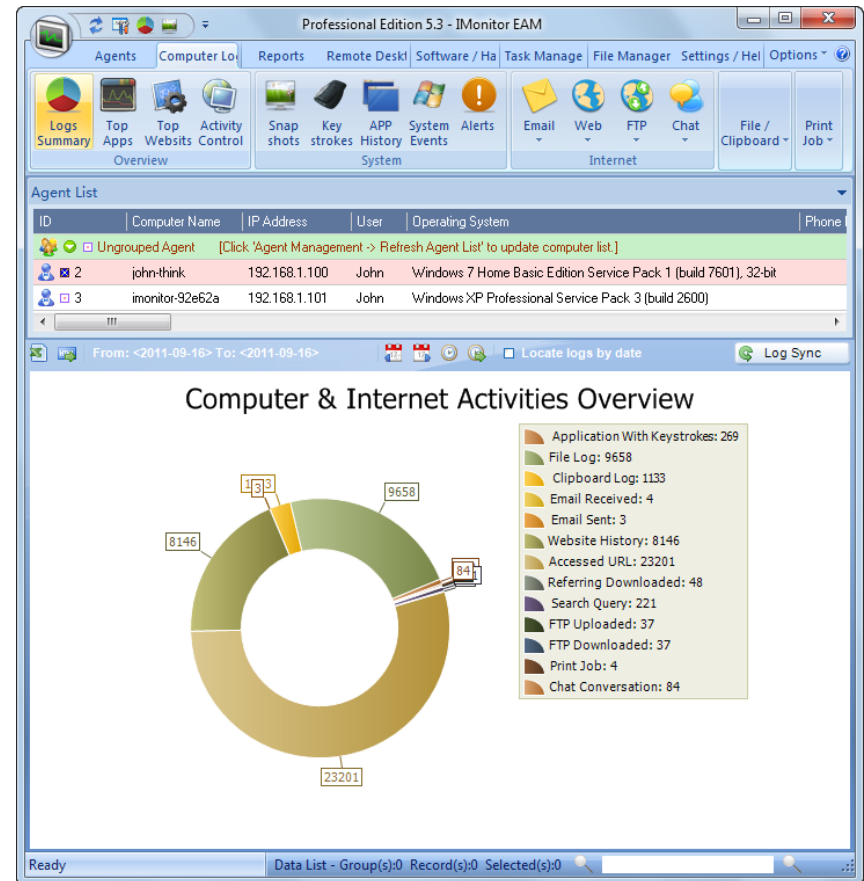 Professional Edition 5.3 - IMonitor EAM
Agents Computer Lo Reports Remote Deskt Software / Ha Task Manage File Manager Settings / Hel Options
Logs Summary Top Apps Top Websits Activity Control Snap shots Key strokes APP History System Events Alerts Email Web FTP Chat File / Clipboard Print Job
Overview System Internet
Agent List
ID Computer Name IP Address User Operating System Phone
Ungrouped Agent [Click 'Agent Management -> Refresh Agent List' to update computer list.]
2 john-think 192.168.1.100 John Windows 7 Home Basic Edition Service Pack 1 (build 7601), 32-bit
3 imonitor-92e62a 192.168.1.101 John Windows XP Professional Service Pack 3 (build 2600)
From: <2011-09-16> To: <2011-09-16> Locate logs by date Log Sync
Computer & Internet Activities Overview
Application With Keystrokes: 269
File Log: 9658
Clipboard Log: 1133
Email Received: 4
Email Sent: 3
Website History: 8146
Accessed URL: 23201
Referring Downloaded: 48
Search Query: 221
FTP Uploaded: 37
FTP Downloaded: 37
Print Job: 4
Chat Conversation: 84
3
9658
8146
84
23201
Ready Data List - Group(s):0 Record(s):0 Selected(s):0